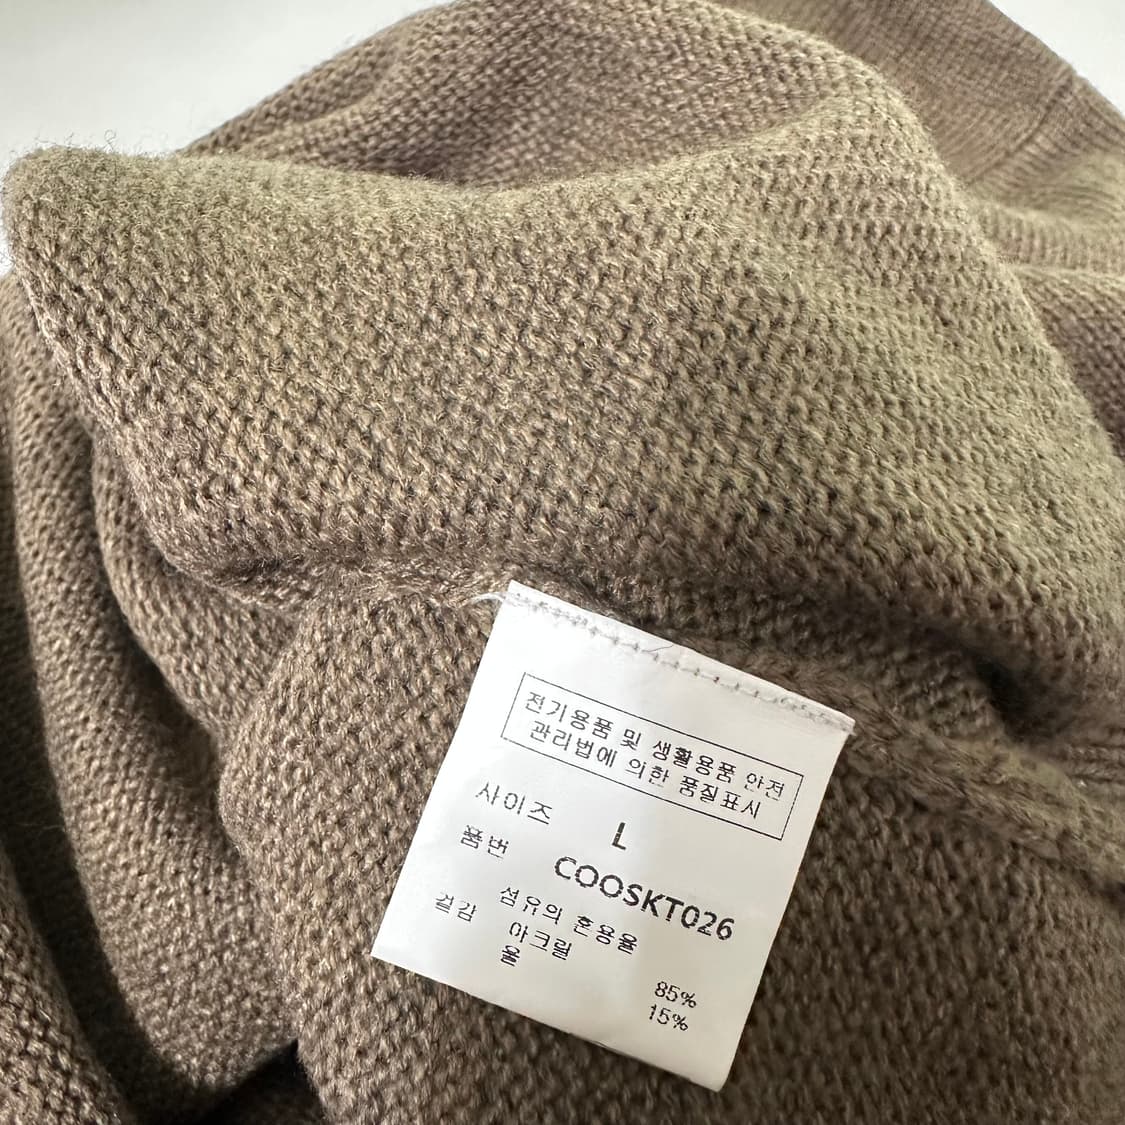 전기용품 및 생활용품 안전
관리법에 의한 품질표시
사이즈 L
품번 COOSKT026
섬유의 혼용율
겉감 아크릴 85%
울 15%